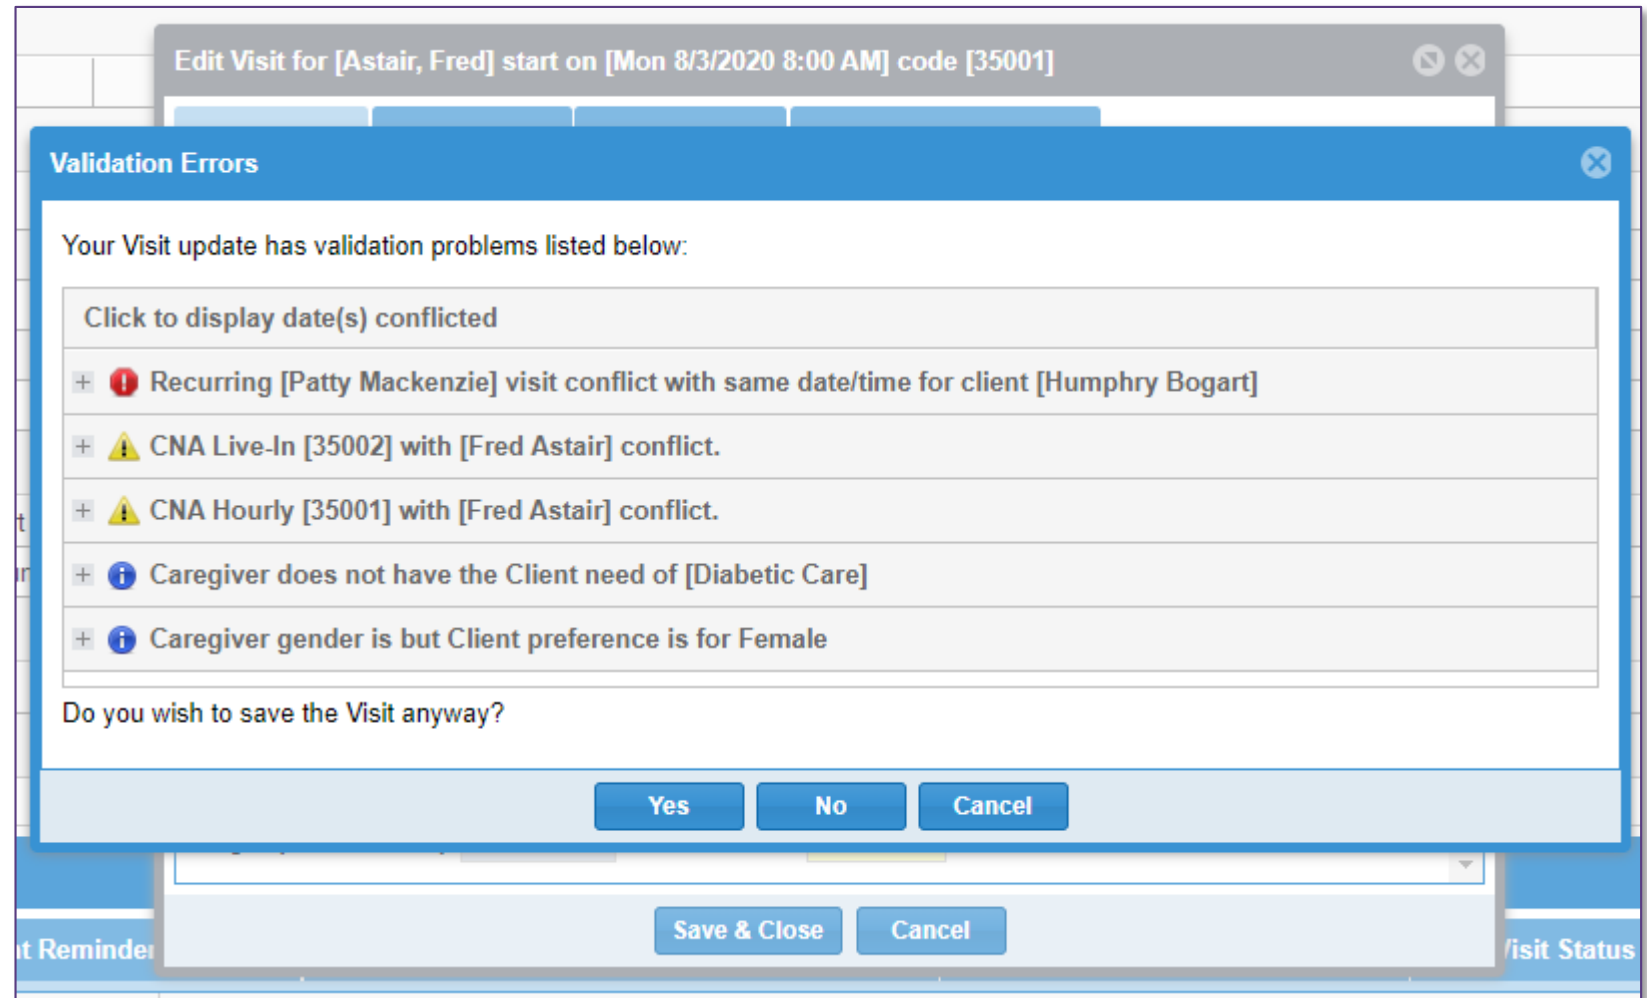 Edit Visit for [Astair, Fred] start on [Mon 8/3/2020 8:00 AM] code [35001]
Validation Errors
Your Visit update has validation problems listed below:
Click to display date(s) conflicted
Recurring [Patty Mackenzie] visit conflict with same date/time for client [Humphry Bogart]
CNA Live-In [35002] with [Fred Astair] conflict.
CNA Hourly [35001] with [Fred Astair] conflict.
Caregiver does not have the Client need of [Diabetic Care]
Caregiver gender is but Client preference is for Female
Do you wish to save the Visit anyway?
Yes No Cancel
Save & Close Cancel
t Reminder
Visit Status